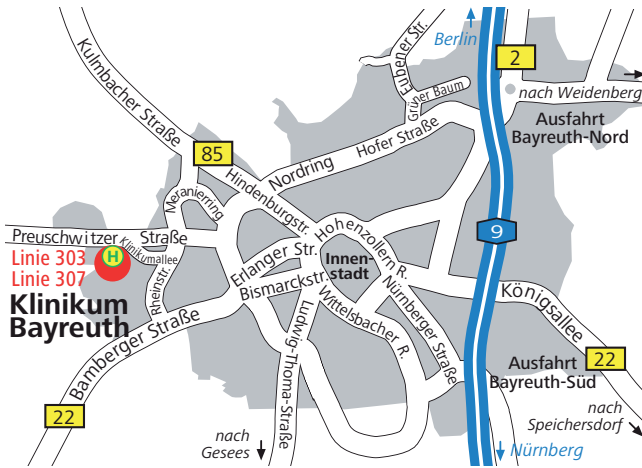 Berlin
2
Eubener Str.
nach Weidenberg
Kulmbacher Straße
Grüner Baum
Ausfahrt
Bayreuth-Nord
Hofer Straße
85
Nordring
Hindenburgstr.
Meranierring
Hohenzollern R.
9
Preuschwitzer Straße
Klinikumallee
H
Linie 303
Linie 307
Klinikum
Bayreuth
Rheinstr.
Erlanger Str.
Innen-
stadt
Bismarckstr.
Nürnberger Straße
Königsallee
Wittelsbacher R.
Ludwig-Thoma-Straße
Bamberger Straße
22
Ausfahrt
Bayreuth-Süd
22
nach
Speichersdorf
nach
Gesees
Nürnberg